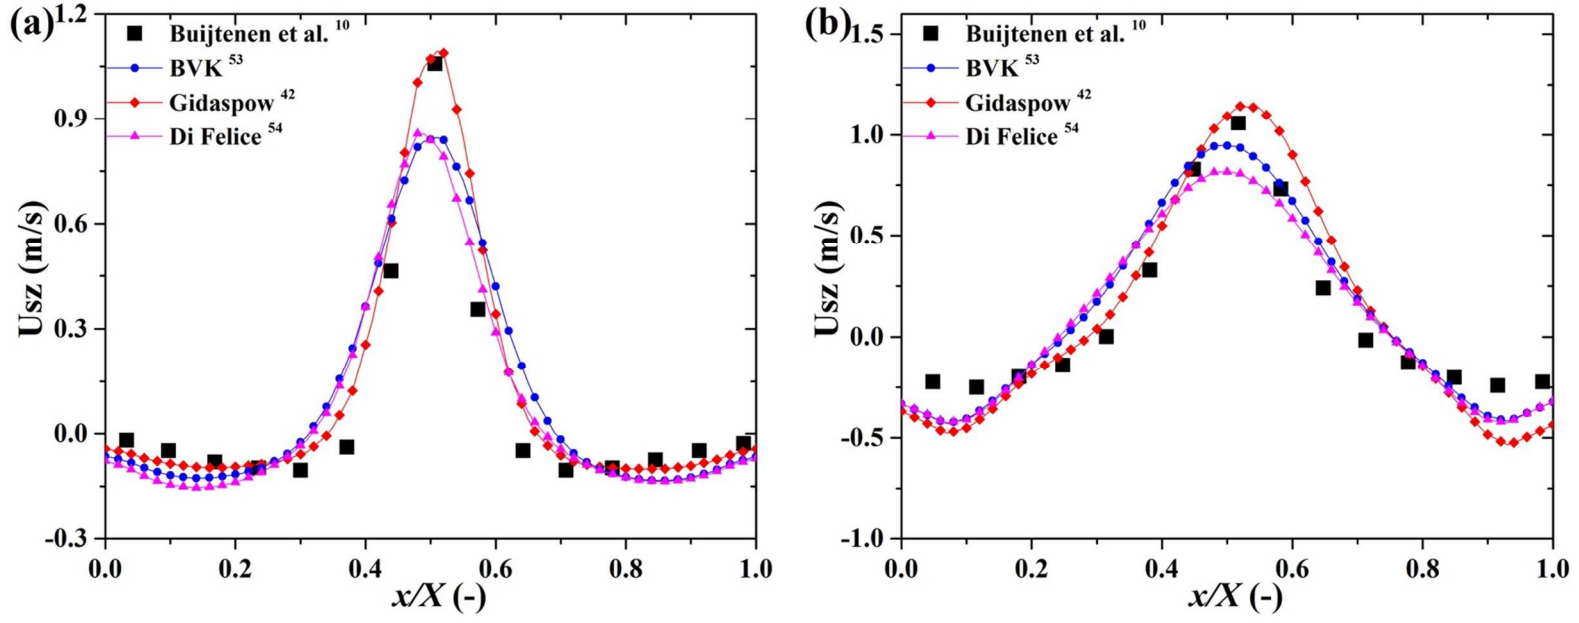 (a)
1.2
0.9
0.6
0.3
0.0
-0.3
Usz (m/s)
Buijtenen et al. 10
BVK 53
Gidaspow 42
Di Felice 54
0.0 0.2 0.4 0.6 0.8 1.0
x/X (-)
(b)
1.5
1.0
0.5
0.0
-0.5
-1.0
Usz (m/s)
Buijtenen et al. 10
BVK 53
Gidaspow 42
Di Felice 54
0.0 0.2 0.4 0.6 0.8 1.0
x/X (-)